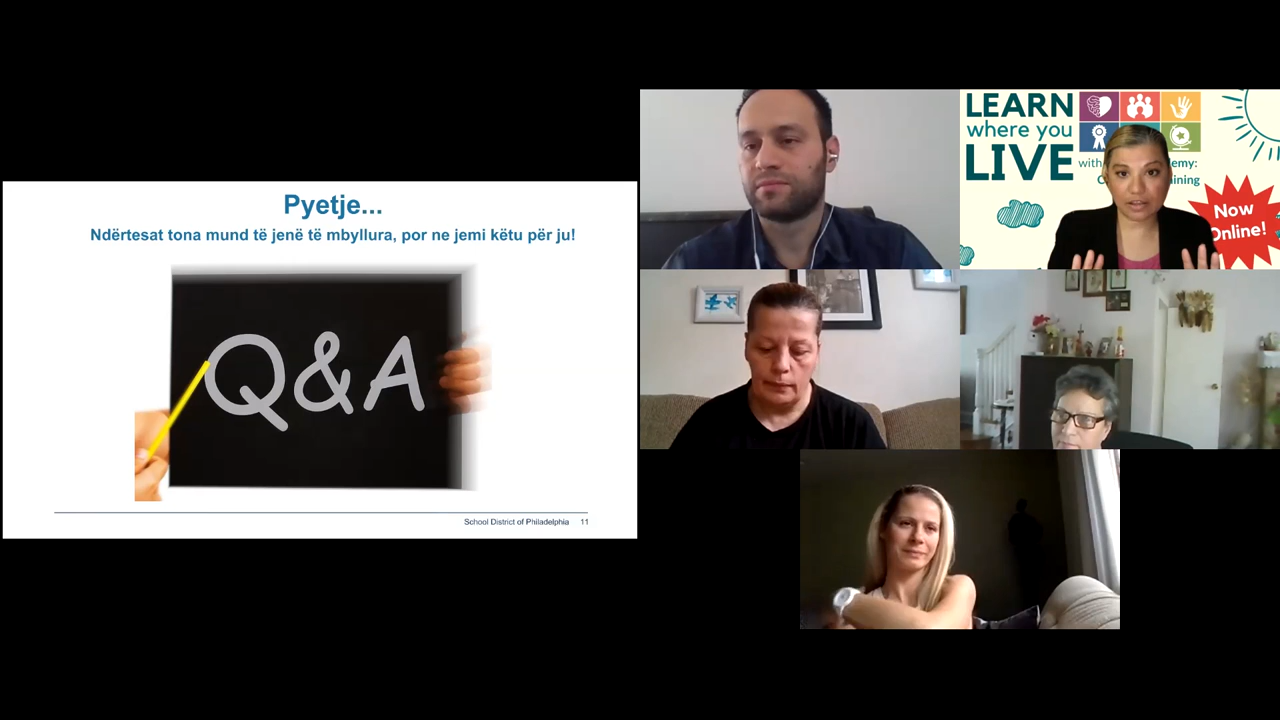 Pyetje...
Ndërtesat tona mund të jenë të mbyllura, por ne jemi këtu për ju!
Q&A
School District of Philadelphia 11
LEARN
where you
LIVE
with
Now
Online!